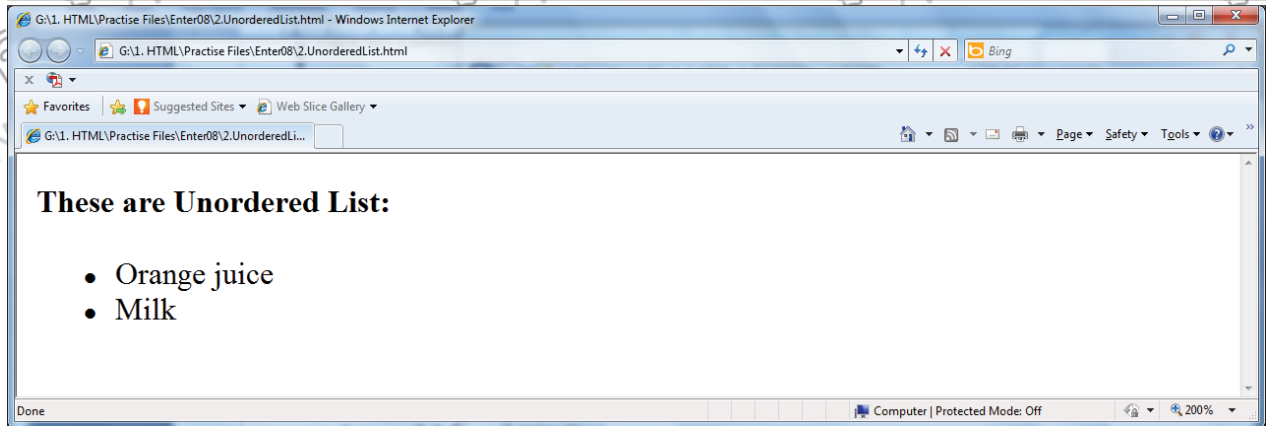 G:\1. HTML\Practise Files\Enter08\2.UnorderedList.html - Windows Internet Explorer
G:\1. HTML\Practise Files\Enter08\2.UnorderedList.html
Bing
x
Favorites Suggested Sites Web Slice Gallery
G:\1. HTML\Practise Files\Enter08\2.UnorderedLi... Page Safety Tools »
These are Unordered List:
• Orange juice
• Milk
Done Computer | Protected Mode: Off 200%